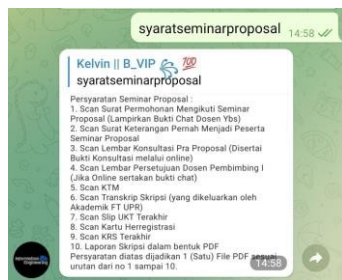 syaratseminarproposal 14:58
Kelvin || B_VIP 💯
syaratseminarproposal
Persyaratan Seminar Proposal :
1. Scan Surat Permohonan Mengikuti Seminar
Proposal (Lampirkan Bukti Chat Dosen Ybs)
2. Scan Surat Keterangan Pernah Menjadi Peserta
Seminar Proposal
3. Scan Lembar Konsultasi Pra Proposal (Disertai
Bukti Konsultasi melalui online)
4. Scan Lembar Persetujuan Dosen Pembimbing I
(Jika Online sertakan bukti chat)
5. Scan KTM
6. Scan Transkrip Skripsi (yang dikeluarkan oleh
Akademik FT UPR)
7. Scan Slip UKT Terakhir
8. Scan Kartu Herregistrasi
9. Scan KRS Terakhir
10. Laporan Skripsi dalam bentuk PDF
Persyaratan diatas dijadikan 1 (Satu) File PDF sesuai
urutan dari no 1 sampai 10.
14:58